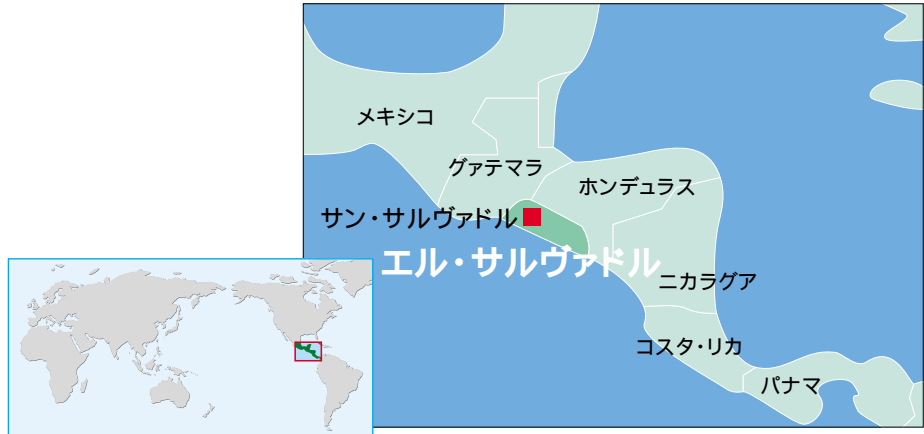 メキシコ
グァテマラ
ホンデュラス
サン・サルヴァドル
エル・サルヴァドル
ニカラグア
コスタ・リカ
パナマ